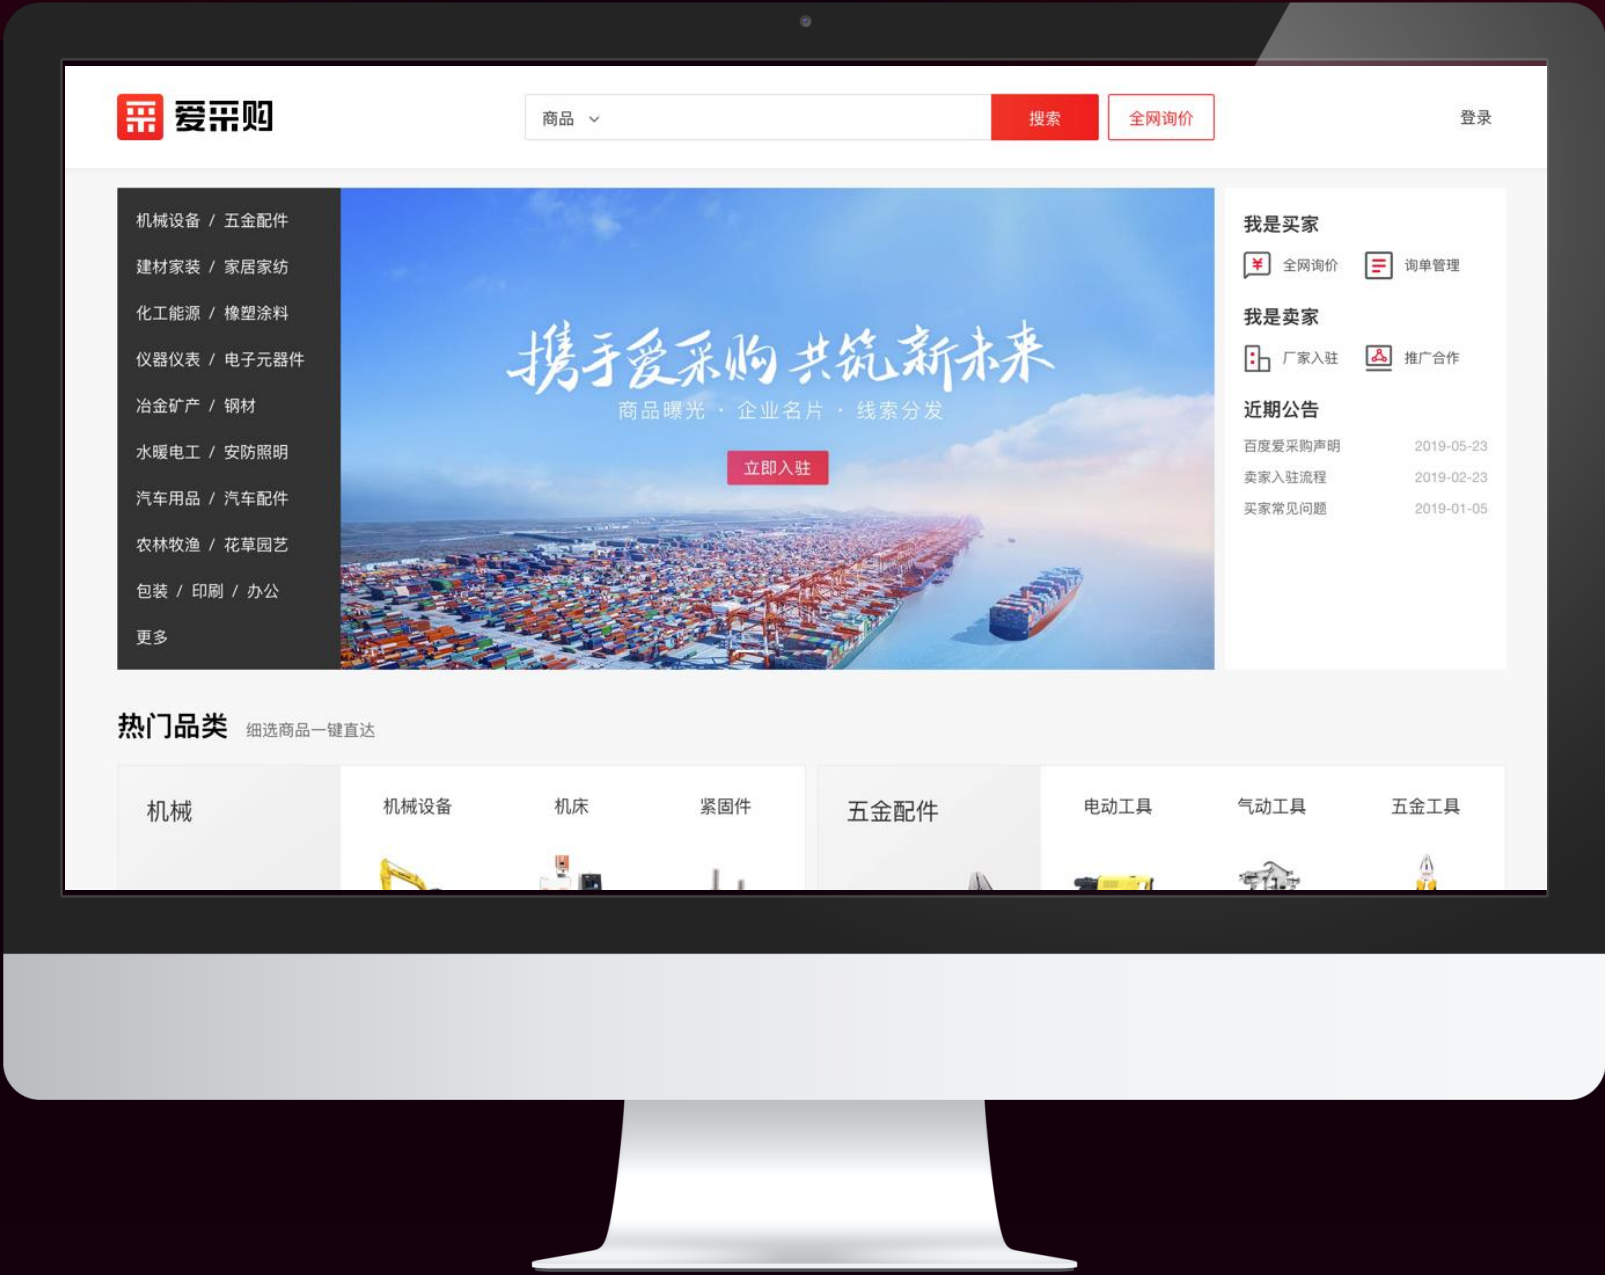 采 爱采购
商品 搜索 全网询价 登录
机械设备 / 五金配件
建材家装 / 家居家纺
化工能源 / 橡塑涂料
仪器仪表 / 电子元器件
冶金矿产 / 钢材
水暖电工 / 安防照明
汽车用品 / 汽车配件
农林牧渔 / 花草园艺
包装 / 印刷 / 办公
更多
携手爱采购 共筑新未来
商品曝光 · 企业名片 · 线索分发
立即入驻
我是买家
¥ 全网询价 询单管理
我是卖家
厂家入驻 推广合作
近期公告
百度爱采购声明 2019-05-23
卖家入驻流程 2019-02-23
买家常见问题 2019-01-05
热门品类 细选商品一键直达
机械 机械设备 机床 紧固件
五金配件 电动工具 气动工具 五金工具